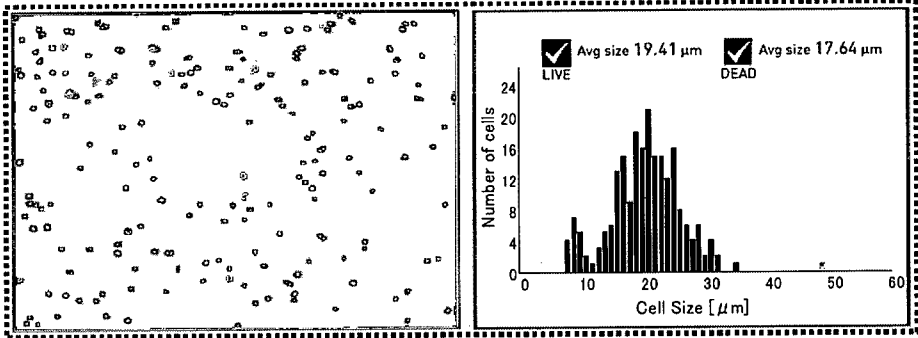 Avg size 19.41 μm
LIVE
Avg size 17.64 μm
DEAD
Number of cells
24
20
16
12
8
4
0
0 10 20 30 40 50 60
Cell Size [μm]